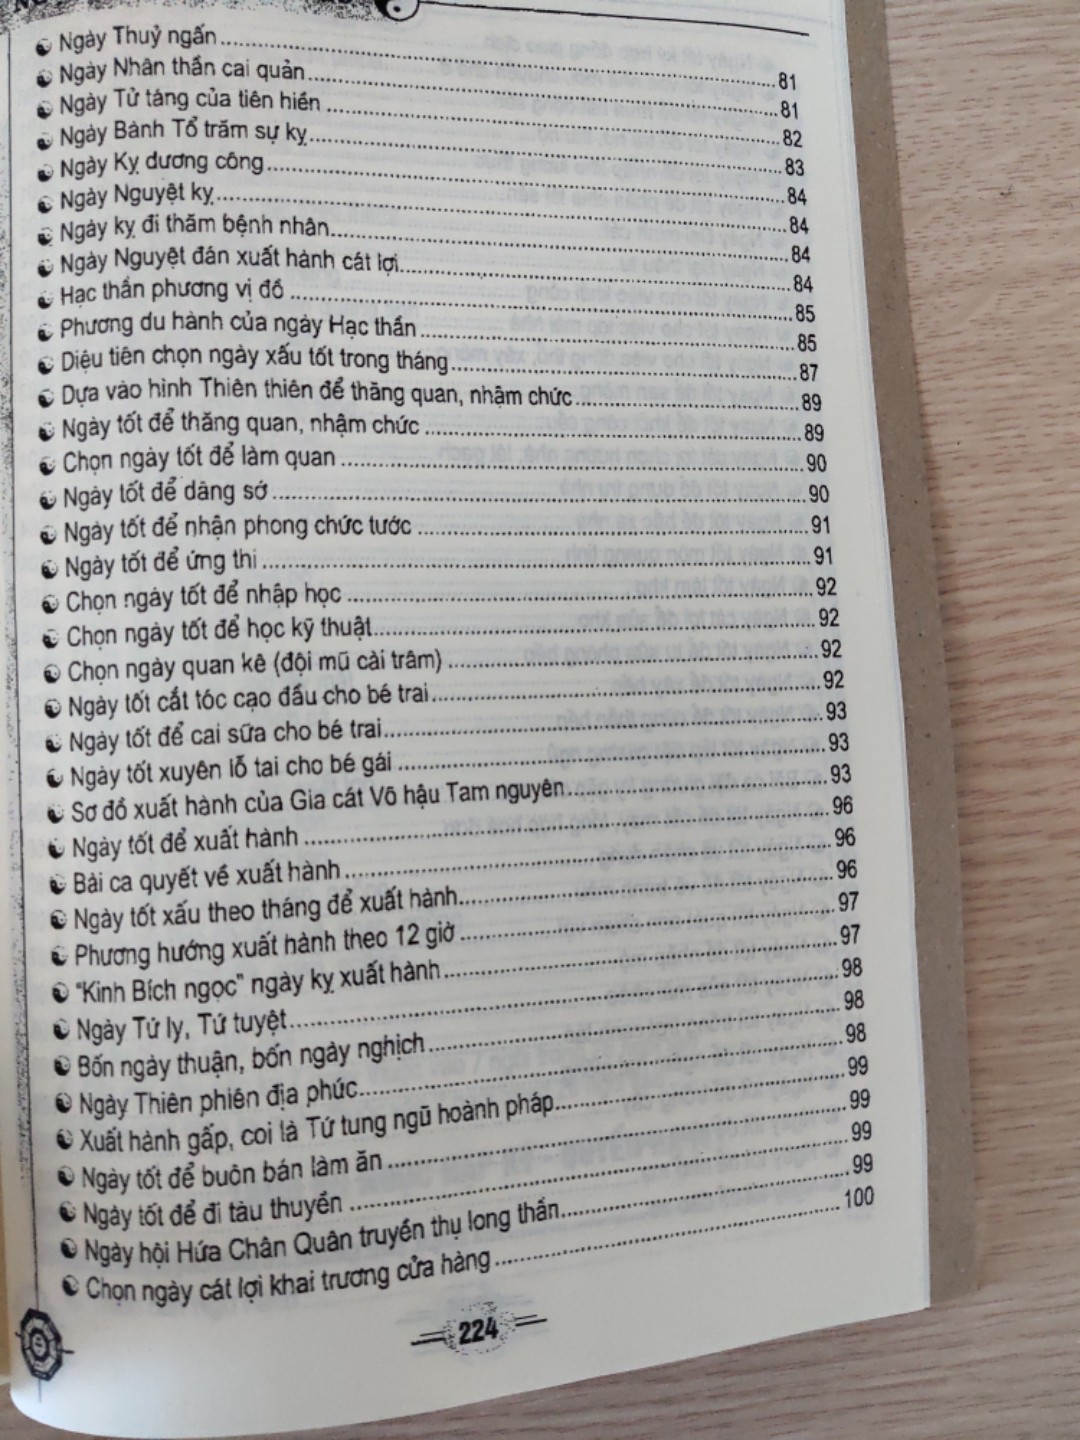 Ngày Thuỷ ngấn 81
Ngày Nhân thần cai quản 81
Ngày Tử táng của tiên hiền 82
Ngày Bành Tổ trăm sự kỵ 83
Ngày Kỵ dương công 84
Ngày Nguyệt kỵ 84
Ngày kỵ đi thăm bệnh nhân 84
Ngày Nguyệt đán xuất hành cát lợi 84
Hạc thần phương vị đồ 85
Phương du hành của ngày Hạc thần 85
Diệu tiên chọn ngày xấu tốt trong tháng 87
Dựa vào hình Thiên thiên để thăng quan, nhậm chức 89
Ngày tốt để thăng quan, nhậm chức 89
Chọn ngày tốt để làm quan 90
Ngày tốt để dâng sớ 90
Ngày tốt để nhận phong chức tước 91
Ngày tốt để ứng thi 91
Chọn ngày tốt để nhập học 92
Chọn ngày tốt để học kỹ thuật 92
Chọn ngày quan kê (đội mũ cài trâm) 92
Ngày tốt cắt tóc cạo đầu cho bé trai 92
Ngày tốt để cai sữa cho bé trai 93
Ngày tốt xuyên lỗ tai cho bé gái 93
Sơ đồ xuất hành của Gia cát Võ hậu Tam nguyên 93
Ngày tốt để xuất hành 96
Bài ca quyết về xuất hành 96
Ngày tốt xấu theo tháng để xuất hành 96
Phương hướng xuất hành theo 12 giờ 97
“Kinh Bích ngọc” ngày kỵ xuất hành 97
Ngày Tứ ly, Tứ tuyệt 98
Bốn ngày thuận, bốn ngày nghịch 98
Ngày Thiên phiên địa phúc 98
Xuất hành gấp, coi là Tứ tung ngũ hoành pháp 99
Ngày tốt để buôn bán làm ăn 99
Ngày tốt để đi tàu thuyền 99
Ngày hội Hứa Chân Quân truyền thụ long thần 99
Chọn ngày cát lợi khai trương cửa hàng 100
224